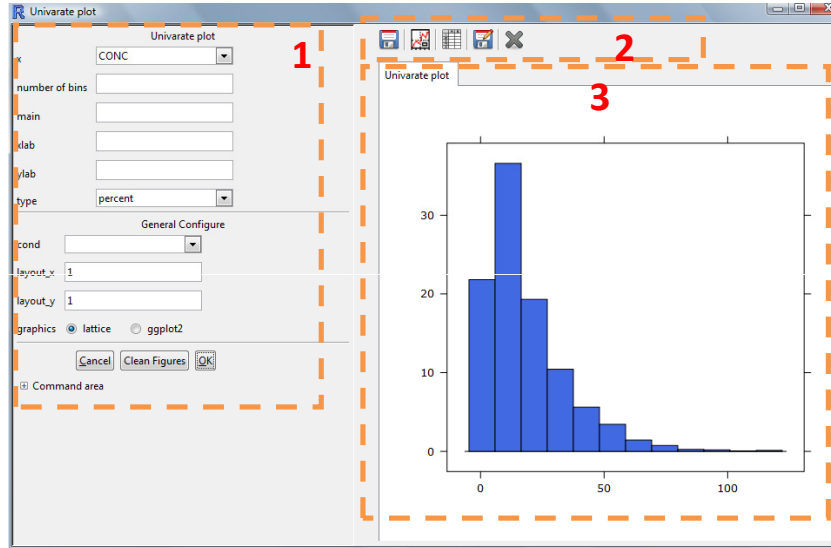 Univarate plot
Univarate plot
1
x CONC
number of bins
main
xlab
ylab
type percent
General Configure
cond
layout_x 1
layout_y 1
graphics lattice ggplot2
Cancel Clean Figures OK
Command area
2
Univarate plot
3
30
20
10
0
0 50 100